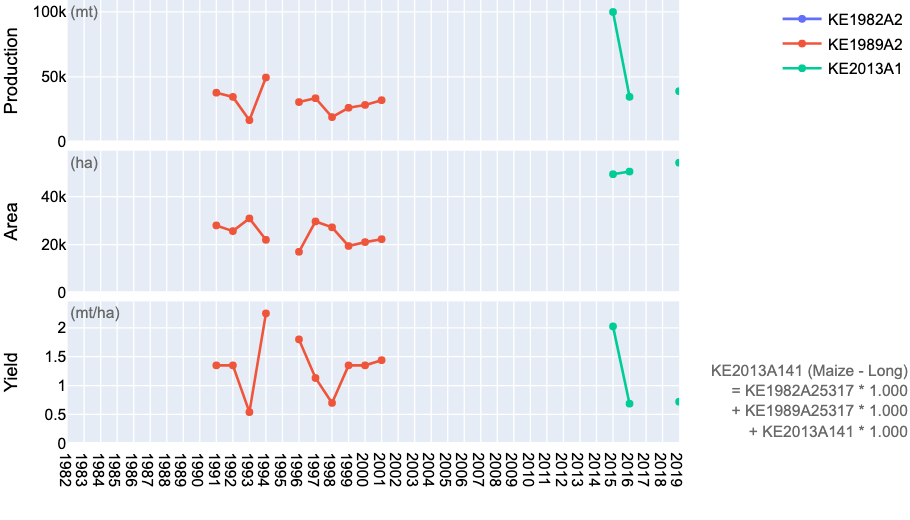 Production
(mt)
100k
50k
0
Area
(ha)
40k
20k
0
Yield
(mt/ha)
2
1.5
1
0.5
0
1982
1983
1984
1985
1986
1987
1988
1989
1990
1991
1992
1993
1994
1995
1996
1997
1998
1999
2000
2001
2002
2003
2004
2005
2006
2007
2008
2009
2010
2011
2012
2013
2014
2015
2016
2017
2018
2019
KE1982A2
KE1989A2
KE2013A1
KE2013A141 (Maize - Long)
= KE1982A25317 * 1.000
+ KE1989A25317 * 1.000
+ KE2013A141 * 1.000